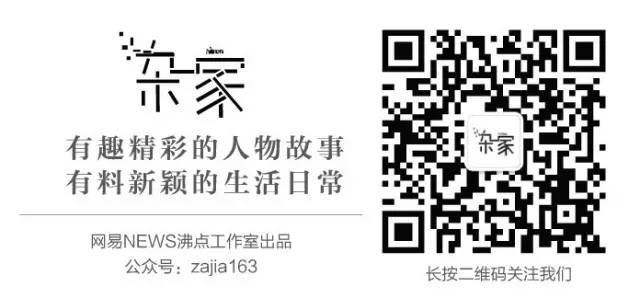 杂家
有趣精彩的人物故事
有料新颖的生活日常
网易NEWS沸点工作室出品
公众号：zajia163
杂家
长按二维码关注我们